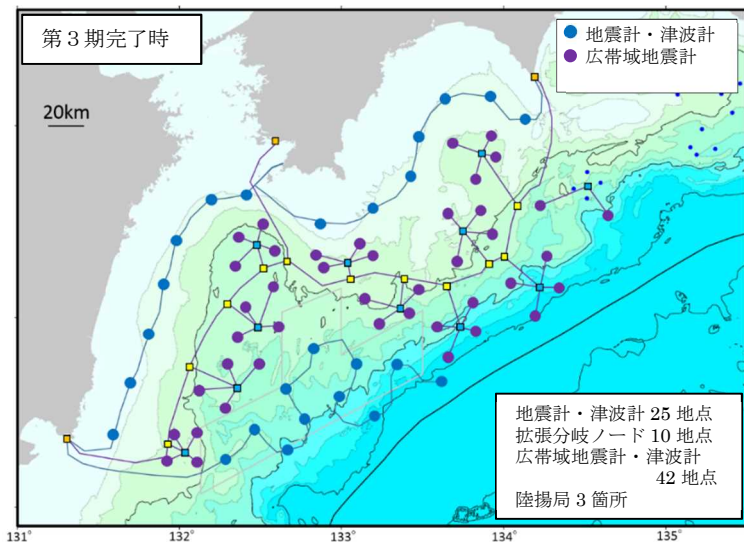 第３期完了時
地震計・津波計
広帯域地震計
20km
地震計・津波計 25 地点
拡張分岐ノード 10 地点
広帯域地震計・津波計
42 地点
陸揚局 3 箇所
131°
132°
133°
134°
135°